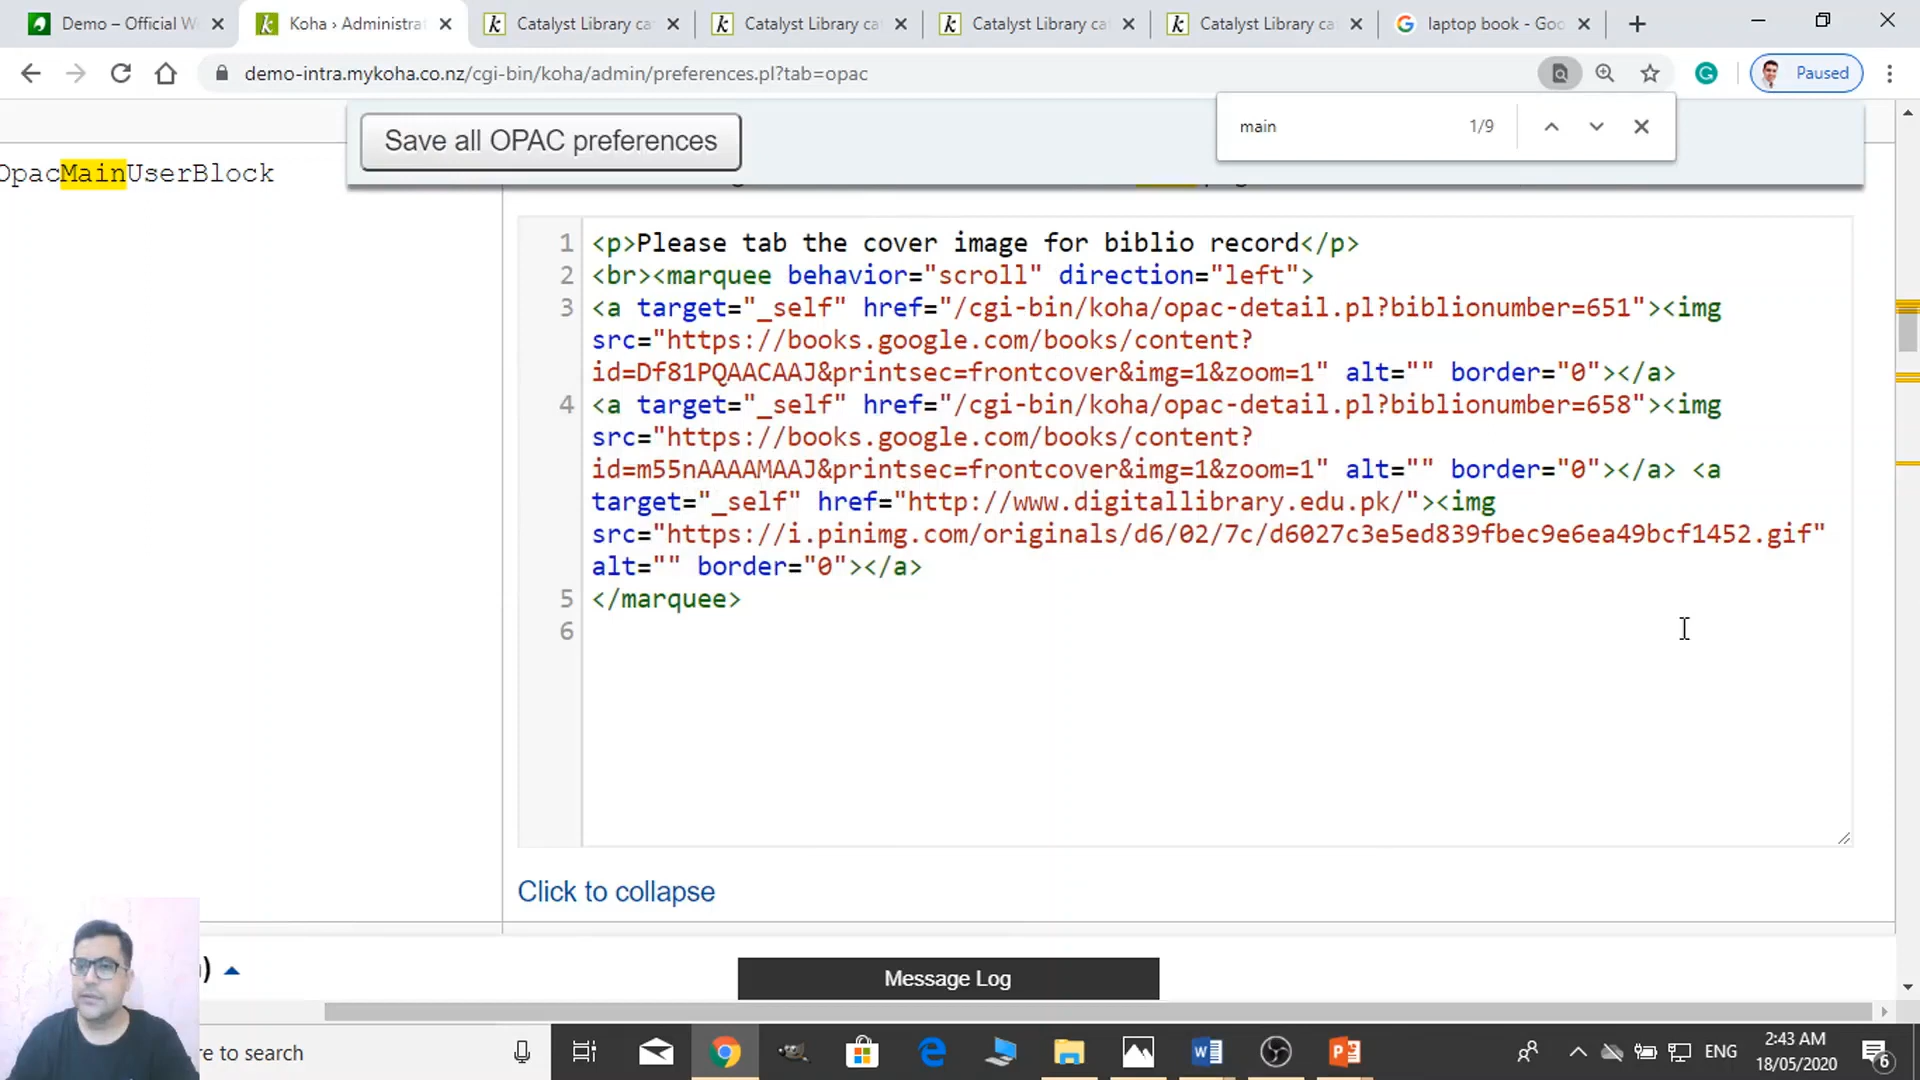 Demo – Official W
Koha › Administrat
Catalyst Library ca
Catalyst Library ca
Catalyst Library ca
Catalyst Library ca
laptop book - Goo
demo-intra.mykoha.co.nz/cgi-bin/koha/admin/preferences.pl?tab=opac
Paused
main
1/9
Save all OPAC preferences
OpacMainUserBlock
1 <p>Please tab the cover image for biblio record</p>
2 <br><marquee behavior="scroll" direction="left">
3 <a target="_self" href="/cgi-bin/koha/opac-detail.pl?biblionumber=651"><img
src="https://books.google.com/books/content?
id=Df81PQAACAAJ&printsec=frontcover&img=1&zoom=1" alt="" border="0"></a>
4 <a target="_self" href="/cgi-bin/koha/opac-detail.pl?biblionumber=658"><img
src="https://books.google.com/books/content?
id=m55nAAAAMAAJ&printsec=frontcover&img=1&zoom=1" alt="" border="0"></a> <a
target="_self" href="http://www.digitallibrary.edu.pk/"><img
src="https://i.pinimg.com/originals/d6/02/7c/d6027c3e5ed839fbec9e6ea49bcf1452.gif"
alt="" border="0"></a>
5 </marquee>
6
Click to collapse
)
Message Log
re to search
ENG
2:43 AM
18/05/2020
6